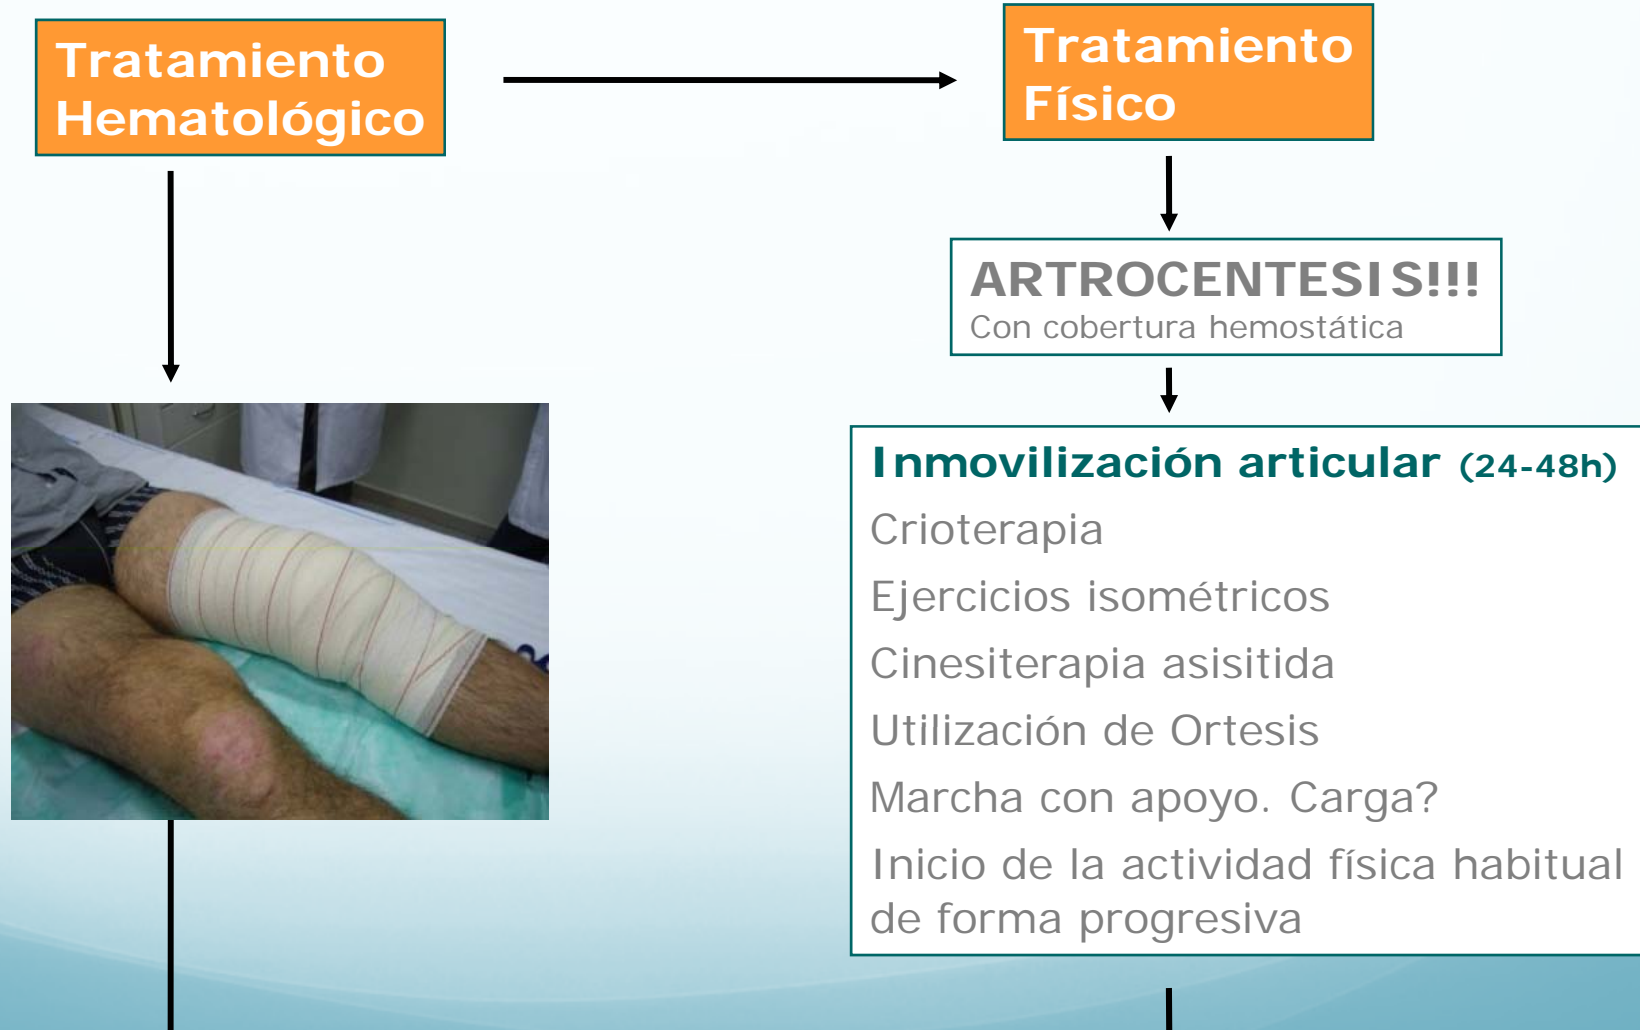 Tratamiento
Hematológico
Tratamiento
Físico
ARTROCENTESIS!!!
Con cobertura hemostática
Inmovilización articular (24-48h)
Crioterapia
Ejercicios isométricos
Cinesiterapia asisitida
Utilización de Ortesis
Marcha con apoyo. Carga?
Inicio de la actividad física habitual
de forma progresiva